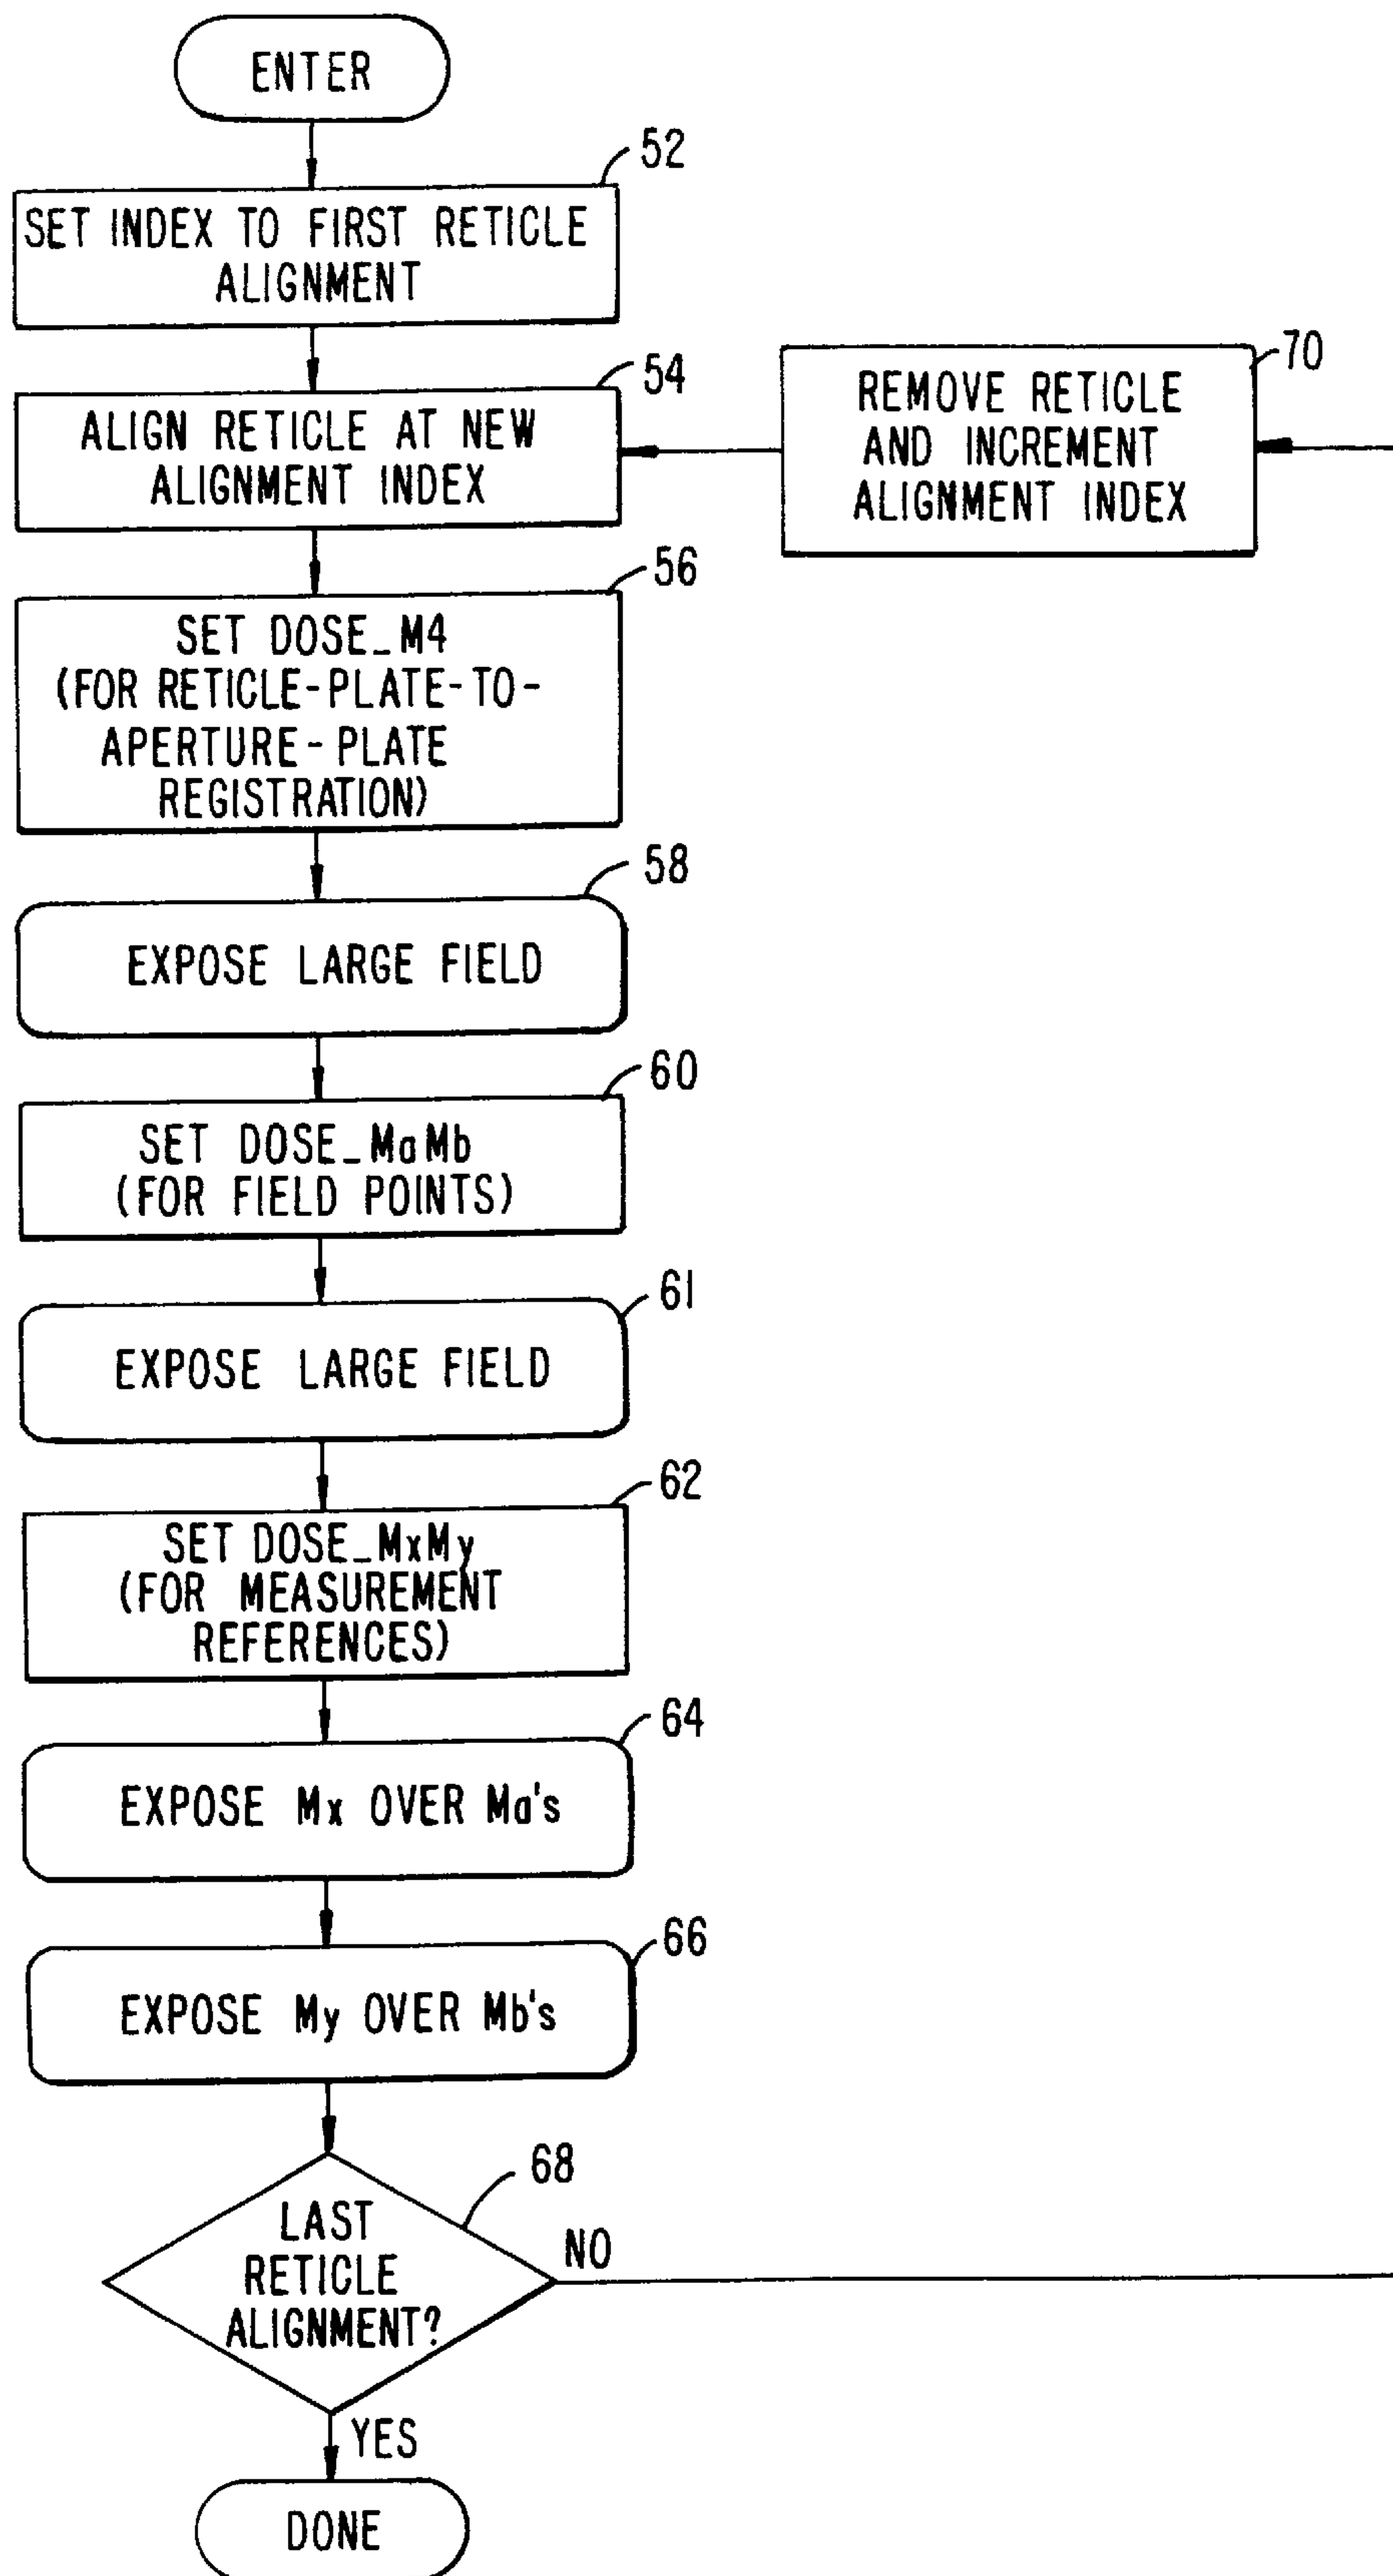 ENTER
52
SET INDEX TO FIRST RETICLE
ALIGNMENT
54
ALIGN RETICLE AT NEW
ALIGNMENT INDEX
70
REMOVE RETICLE
AND INCREMENT
ALIGNMENT INDEX
56
SET DOSE_M4
(FOR RETICLE-PLATE-TO-
APERTURE-PLATE
REGISTRATION)
58
EXPOSE LARGE FIELD
60
SET DOSE_MaMb
(FOR FIELD POINTS)
61
EXPOSE LARGE FIELD
62
SET DOSE_MxMy
(FOR MEASUREMENT
REFERENCES)
64
EXPOSE Mx OVER Ma's
66
EXPOSE My OVER Mb's
68
LAST
RETICLE
ALIGNMENT?
NO
YES
DONE